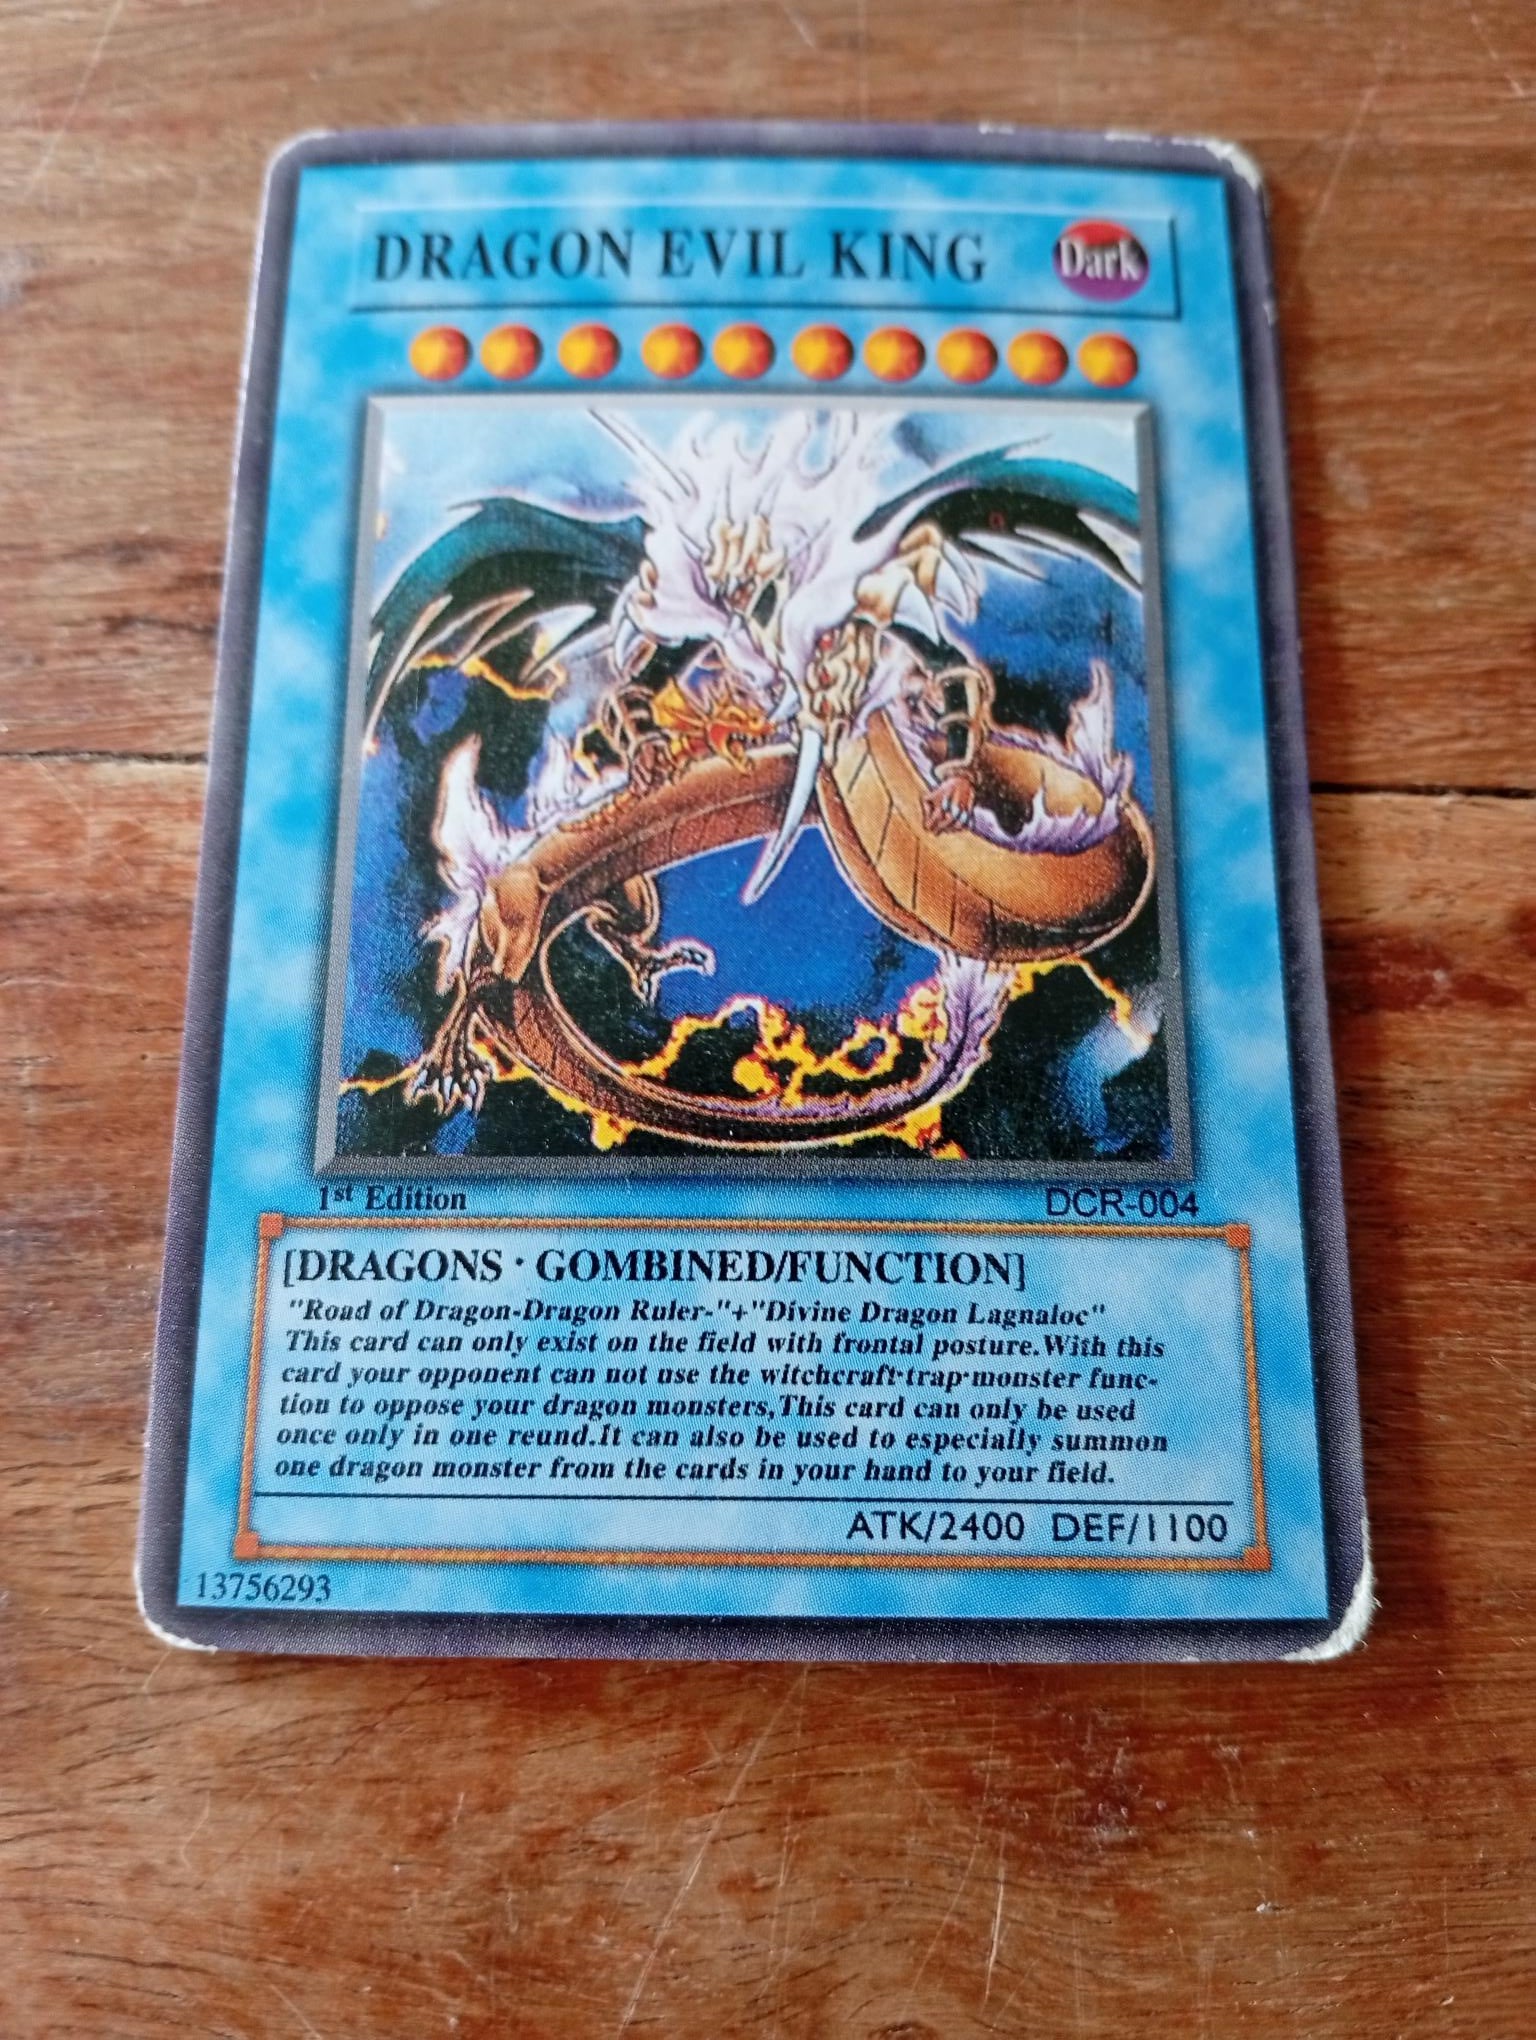 DRAGON EVIL KING
Dark
1st Edition
DCR-004
[DRAGONS · GOMBINED/FUNCTION]
"Road of Dragon-Dragon Ruler-"+"Divine Dragon Lagnaloc"
This card can only exist on the field with frontal posture.With this
card your opponent can not use the witchcraft·trap·monster func-
tion to oppose your dragon monsters,This card can only be used
once only in one reund.It can also be used to especially summon
one dragon monster from the cards in your hand to your field.
ATK/2400 DEF/1100
13756293